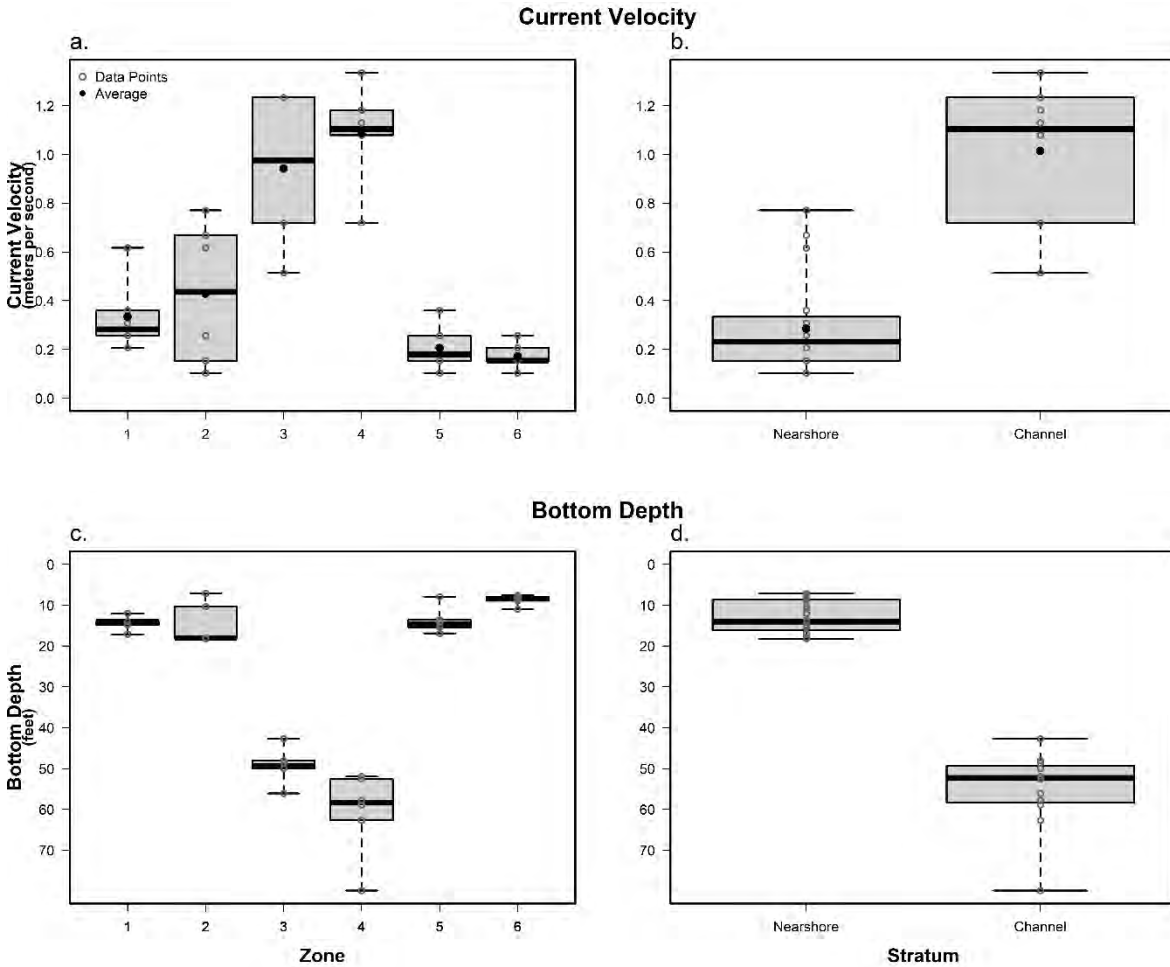 Current Velocity
a.
b.
Data Points
Average
Current Velocity
(meters per second)
1.2
1.0
0.8
0.6
0.4
0.2
0.0
1 2 3 4 5 6
1.2
1.0
0.8
0.6
0.4
0.2
0.0
Nearshore Channel
Bottom Depth
c.
d.
Bottom Depth
(feet)
0
10
20
30
40
50
60
70
1 2 3 4 5 6
Zone
0
10
20
30
40
50
60
70
Nearshore Channel
Stratum